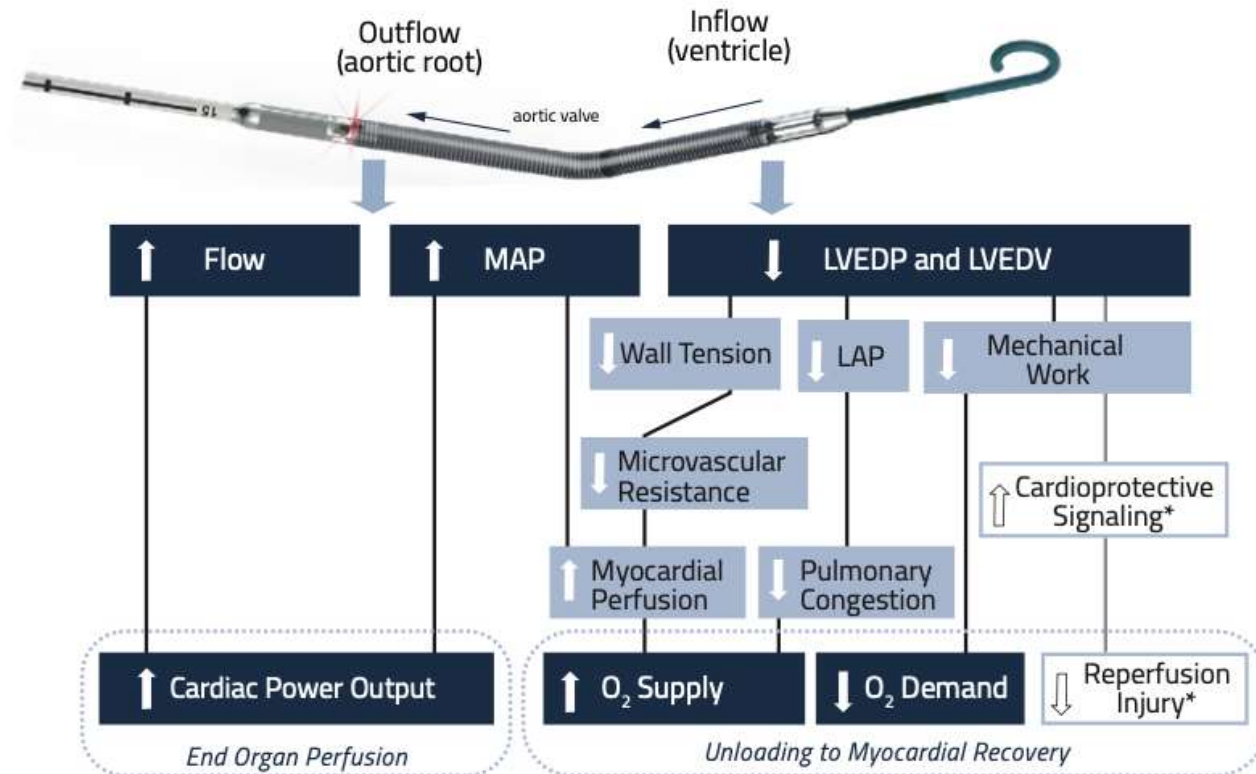 Outflow
(aortic root)
Inflow
(ventricle)
aortic valve
15
Flow
MAP
LVEDP and LVEDV
Wall Tension
LAP
Mechanical
Work
Microvascular
Resistance
Cardioprotective
Signaling*
Myocardial
Perfusion
Pulmonary
Congestion
Cardiac Power Output
O₂ Supply
O₂ Demand
Reperfusion
Injury*
End Organ Perfusion
Unloading to Myocardial Recovery